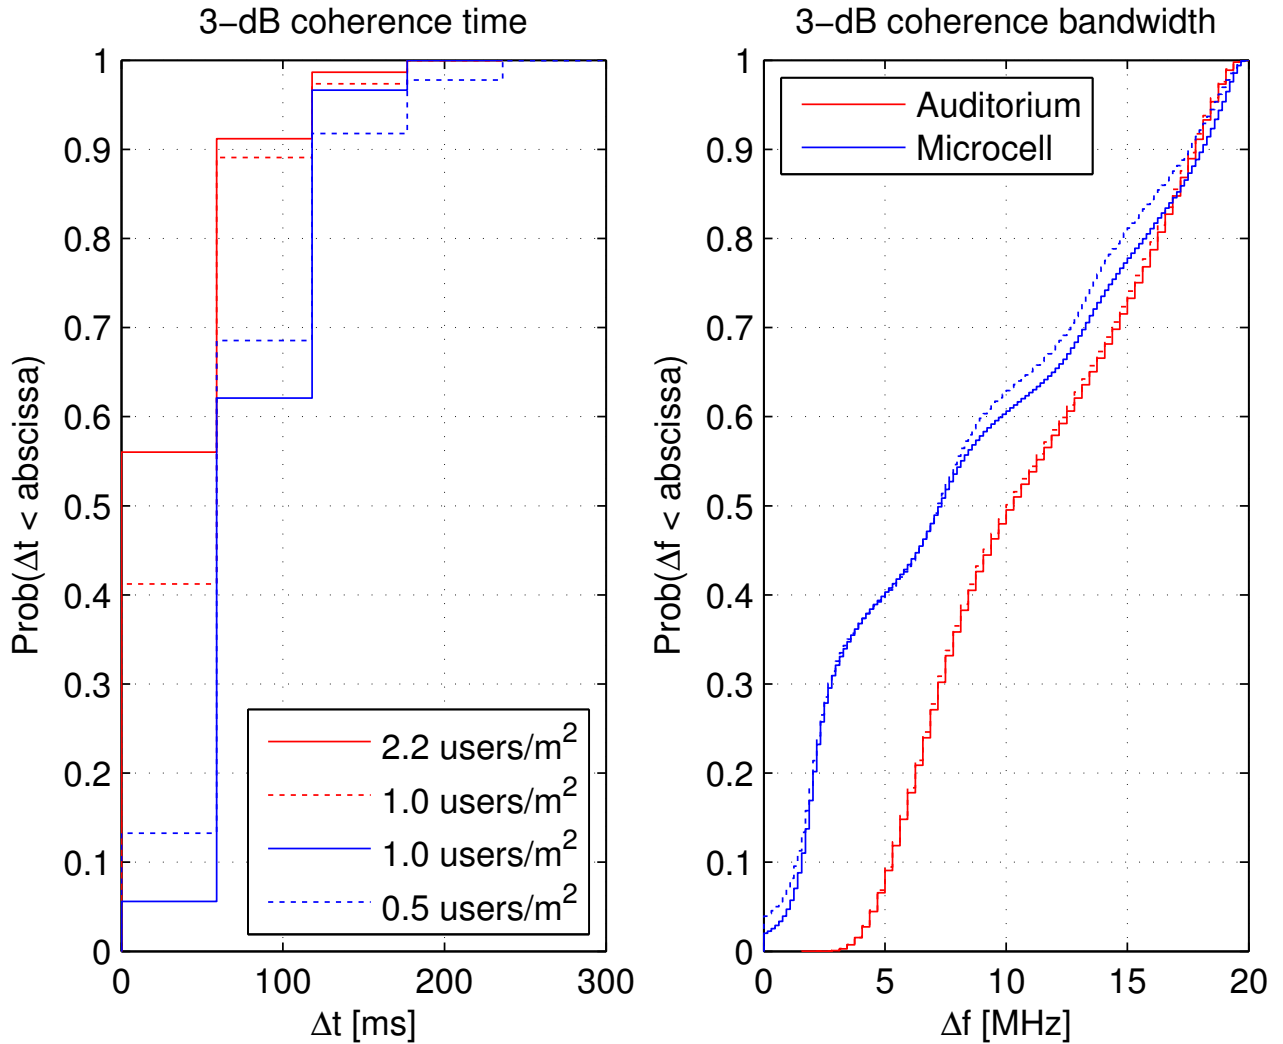 3−dB coherence time
1
0.9
0.8
0.7
0.6
0.5
0.4
0.3
0.2
0.1
0
Prob(Δt < abscissa)
2.2 users/m²
1.0 users/m²
1.0 users/m²
0.5 users/m²
0 100 200 300
Δt [ms]
3−dB coherence bandwidth
Auditorium
Microcell
1
0.9
0.8
0.7
0.6
0.5
0.4
0.3
0.2
0.1
0
Prob(Δf < abscissa)
0 5 10 15 20
Δf [MHz]